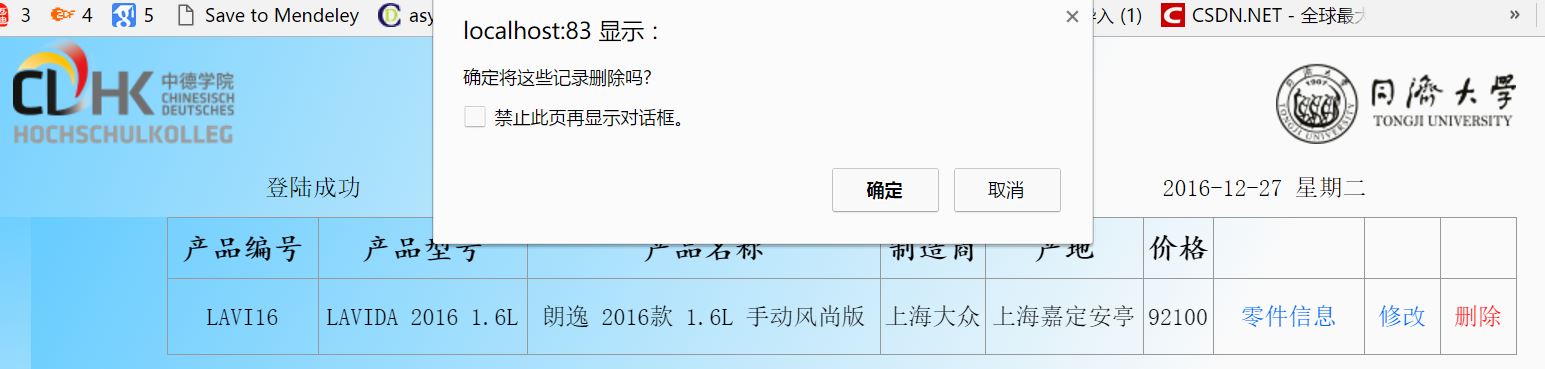 3 4 5 Save to Mendeley (1) CSDN.NET - 全球最大 »
localhost:83 显示：
确定将这些记录删除吗?
禁止此页再显示对话框。
确定 取消
CDHK 中德学院
CHINESISCH
DEUTSCHES
HOCHSCHULKOLLEG
1907
同濟大學
TONGJI UNIVERSITY
登陆成功 2016-12-27 星期二
产品编号 产品型号 产品名称 制造商 产地 价格
LAVI16 LAVIDA 2016 1.6L 朗逸 2016款 1.6L 手动风尚版 上海大众 上海嘉定安亭 92100 零件信息 修改 删除